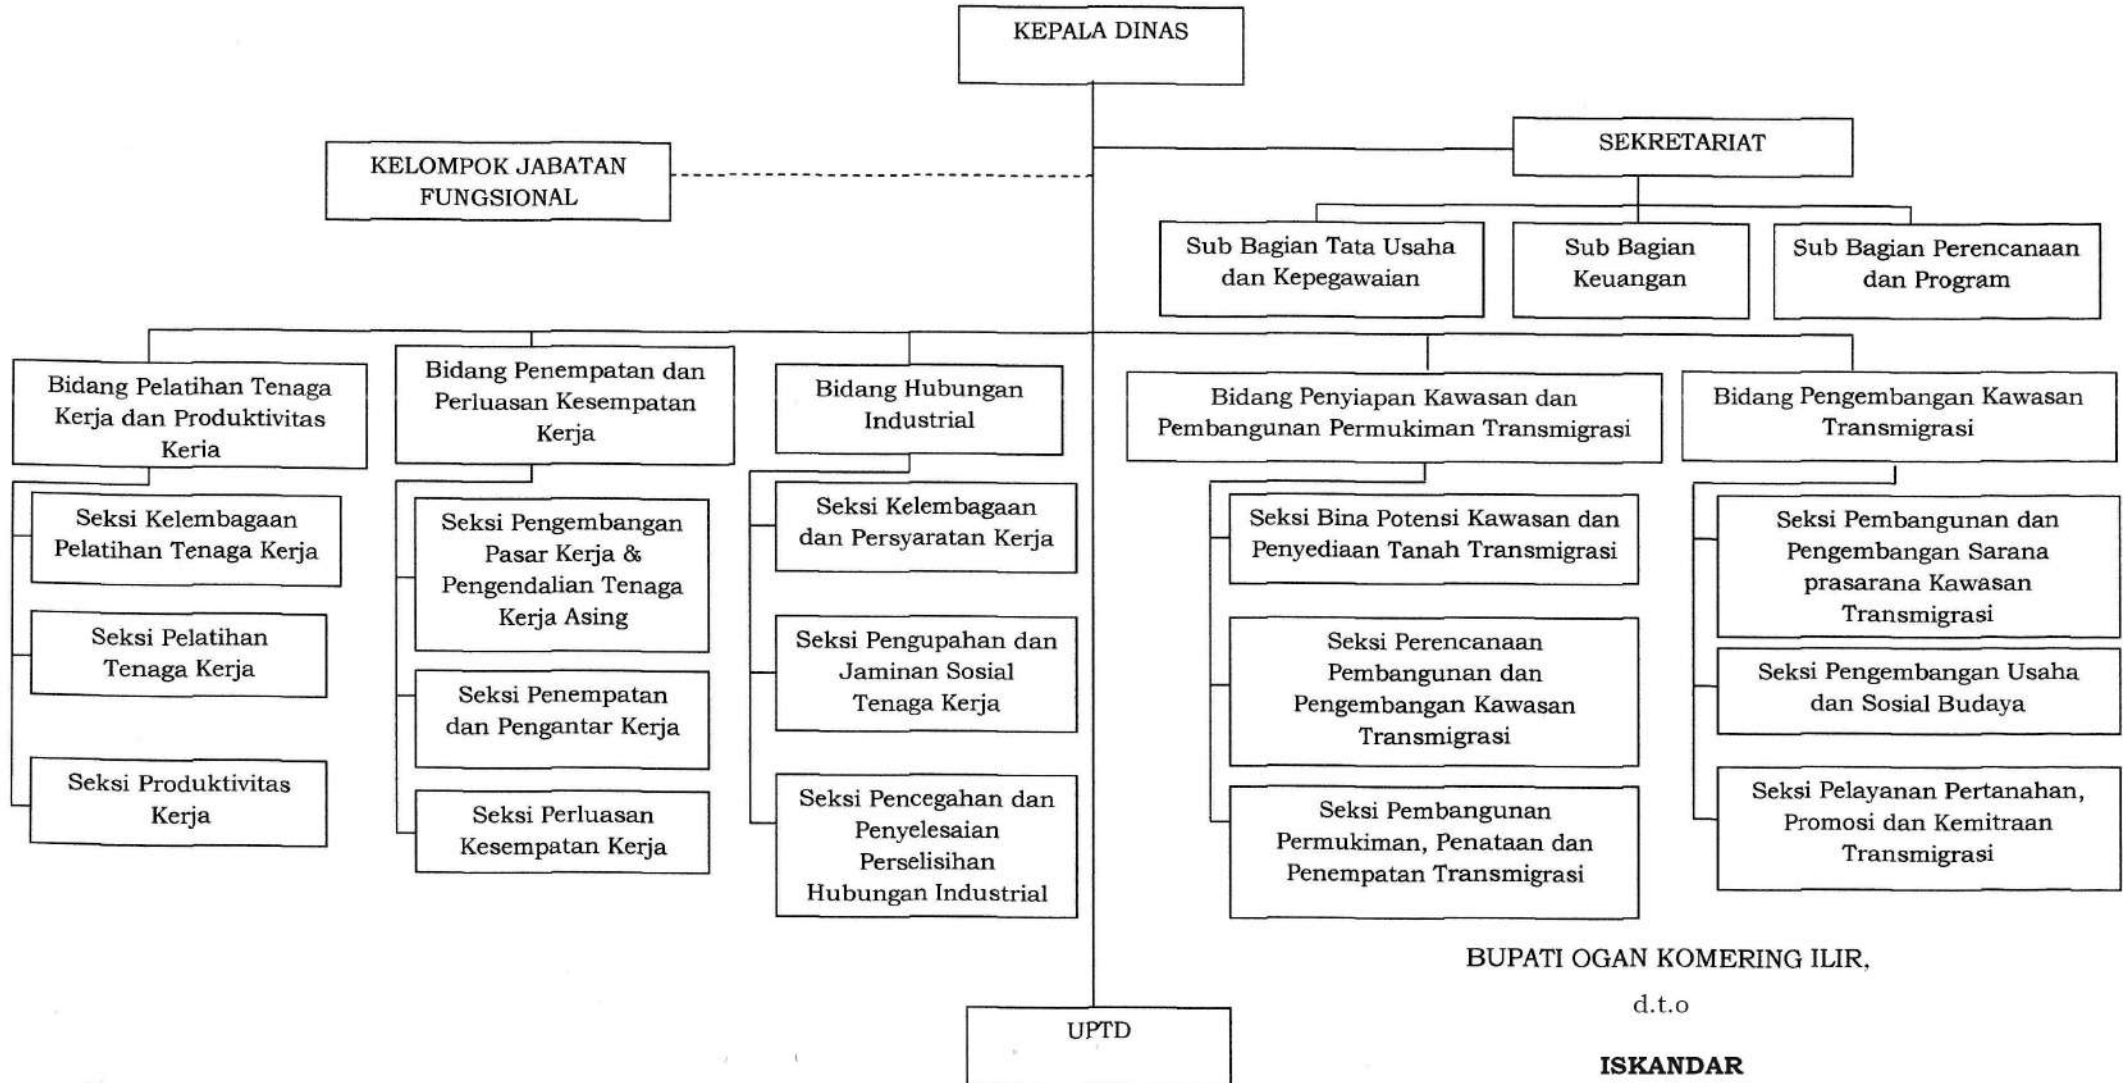 KEPALA DINAS
SEKRETARIAT
KELOMPOK JABATAN
FUNGSIONAL
Sub Bagian Tata Usaha
dan Kepegawaian
Sub Bagian
Keuangan
Sub Bagian Perencanaan
dan Program
Bidang Pelatihan Tenaga
Kerja dan Produktivitas
Keria
Seksi Kelembagaan
Pelatihan Tenaga Kerja
Seksi Pelatihan
Tenaga Kerja
Seksi Produktivitas
Kerja
Bidang Penempatan dan
Perluasan Kesempatan
Kerja
Seksi Pengembangan
Pasar Kerja &
Pengendalian Tenaga
Kerja Asing
Seksi Penempatan
dan Pengantar Kerja
Seksi Perluasan
Kesempatan Kerja
Bidang Hubungan
Industrial
Seksi Kelembagaan
dan Persyaratan Kerja
Seksi Pengupahan dan
Jaminan Sosial
Tenaga Kerja
Seksi Pencegahan dan
Penyelesaian
Perselisihan
Hubungan Industrial
Bidang Penyiapan Kawasan dan
Pembangunan Permukiman Transmigrasi
Seksi Bina Potensi Kawasan dan
Penyediaan Tanah Transmigrasi
Seksi Perencanaan
Pembangunan dan
Pengembangan Kawasan
Transmigrasi
Seksi Pembangunan
Permukiman, Penataan dan
Penempatan Transmigrasi
Bidang Pengembangan Kawasan
Transmigrasi
Seksi Pembangunan dan
Pengembangan Sarana
prasarana Kawasan
Transmigrasi
Seksi Pengembangan Usaha
dan Sosial Budaya
Seksi Pelayanan Pertanahan,
Promosi dan Kemitraan
Transmigrasi
UPTD
BUPATI OGAN KOMERING ILIR,
d.t.o
ISKANDAR